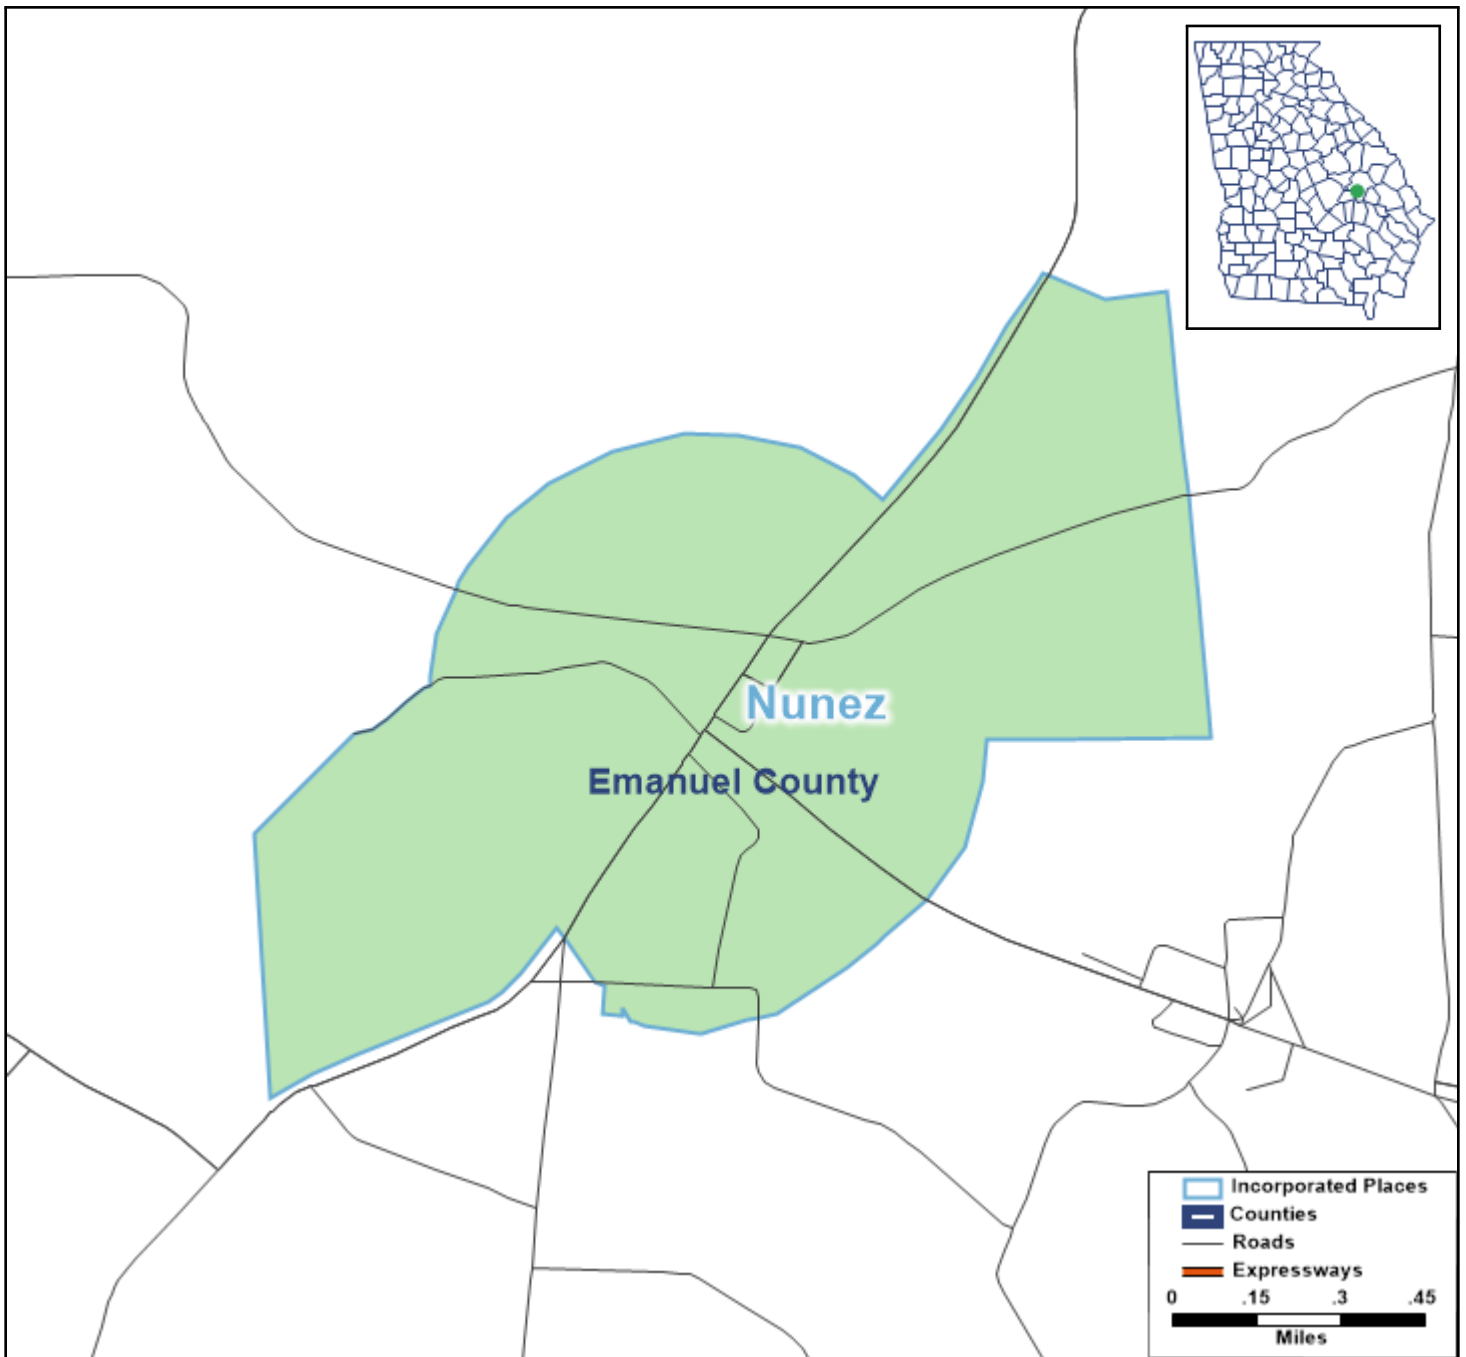 Nunez
Emanuel County
Incorporated Places
Counties
Roads
Expressways
0 .15 .3 .45
Miles